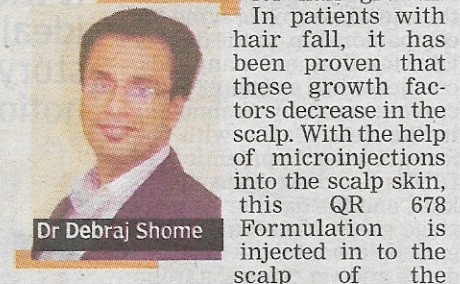 In patients with
hair fall, it has
been proven that
these growth fac-
tors decrease in the
scalp. With the help
of microinjections
into the scalp skin,
this QR 678
Formulation is
injected in to the
scalp of the
Dr Debraj Shome